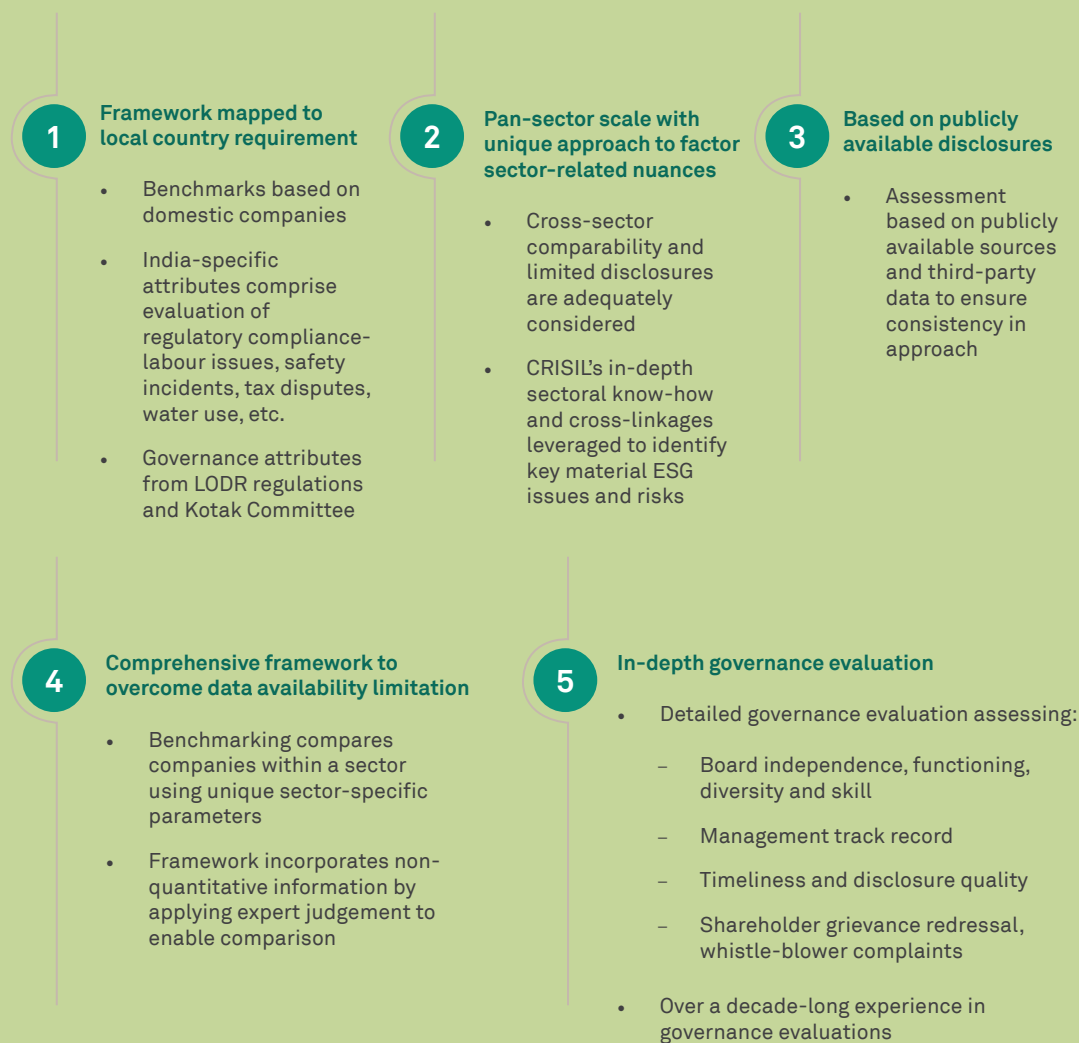 1
Framework mapped to
local country requirement
• Benchmarks based on
domestic companies
• India-specific
attributes comprise
evaluation of
regulatory compliance-
labour issues, safety
incidents, tax disputes,
water use, etc.
• Governance attributes
from LODR regulations
and Kotak Committee
2
Pan-sector scale with
unique approach to factor
sector-related nuances
• Cross-sector
comparability and
limited disclosures
are adequately
considered
• CRISIL’s in-depth
sectoral know-how
and cross-linkages
leveraged to identify
key material ESG
issues and risks
3
Based on publicly
available disclosures
• Assessment
based on publicly
available sources
and third-party
data to ensure
consistency in
approach
4
Comprehensive framework to
overcome data availability limitation
• Benchmarking compares
companies within a sector
using unique sector-specific
parameters
• Framework incorporates non-
quantitative information by
applying expert judgement to
enable comparison
5
In-depth governance evaluation
• Detailed governance evaluation assessing:
– Board independence, functioning,
diversity and skill
– Management track record
– Timeliness and disclosure quality
– Shareholder grievance redressal,
whistle-blower complaints
• Over a decade-long experience in
governance evaluations